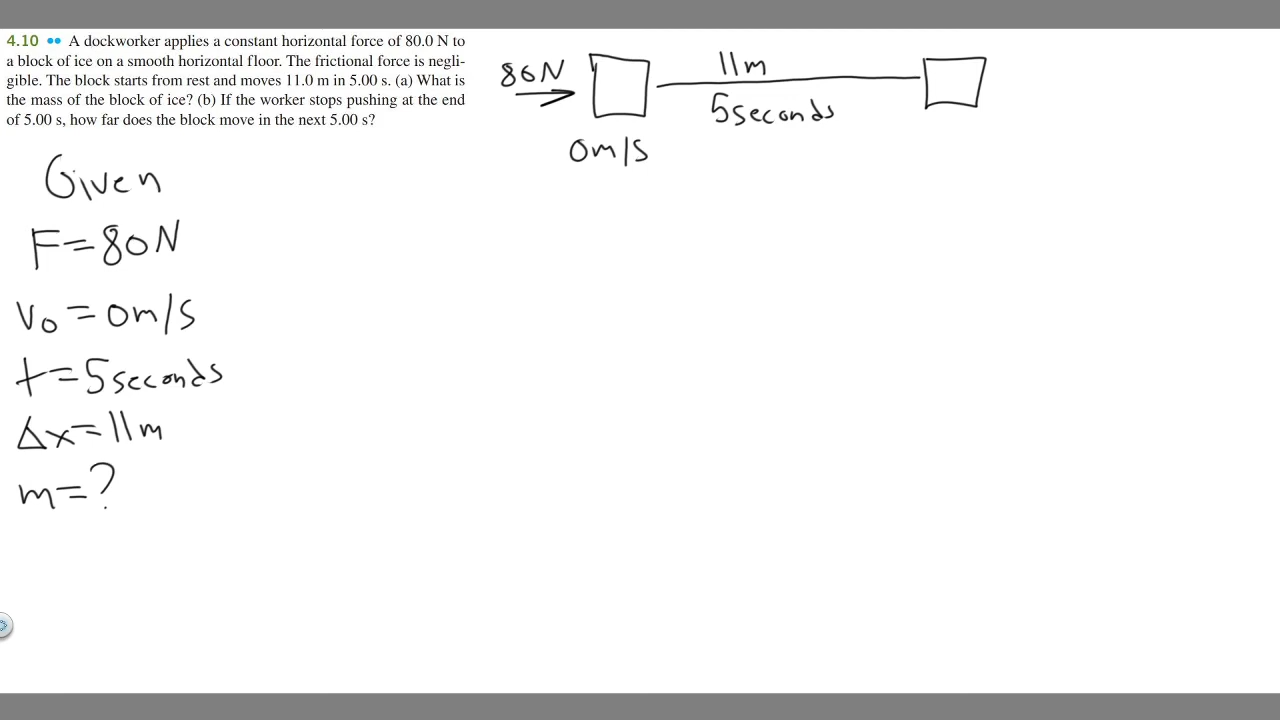 4.10 •• A dockworker applies a constant horizontal force of 80.0 N to
a block of ice on a smooth horizontal floor. The frictional force is negli-
gible. The block starts from rest and moves 11.0 m in 5.00 s. (a) What is
the mass of the block of ice? (b) If the worker stops pushing at the end
of 5.00 s, how far does the block move in the next 5.00 s?
80N
11m
5seconds
0m/s
Given
F=80N
v₀=0m/s
t=5seconds
Δx=11m
m=?